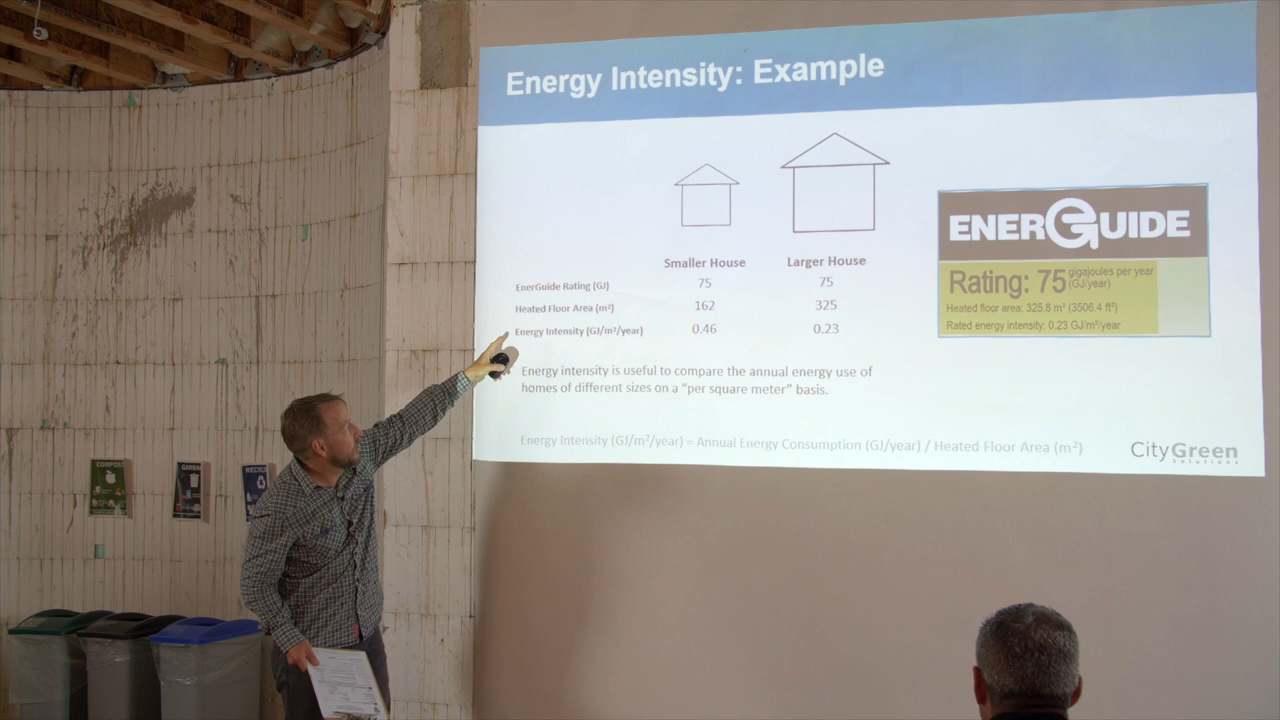 Energy Intensity: Example
Smaller House Larger House
EnerGuide Rating (GJ) 75 75
Heated Floor Area (m²) 162 325
Energy Intensity (GJ/m²/year) 0.46 0.23
ENERGUIDE
Rating: 75 gigajoules per year (GJ/year)
Heated floor area: 325.8 m² (3506.4 ft²)
Rated energy intensity: 0.23 GJ/m²/year
Energy intensity is useful to compare the annual energy use of
homes of different sizes on a “per square meter” basis.
Energy Intensity (GJ/m²/year) = Annual Energy Consumption (GJ/year) / Heated Floor Area (m²)
CityGreen
Solutions
COMPOST
GARBA
RECYCL